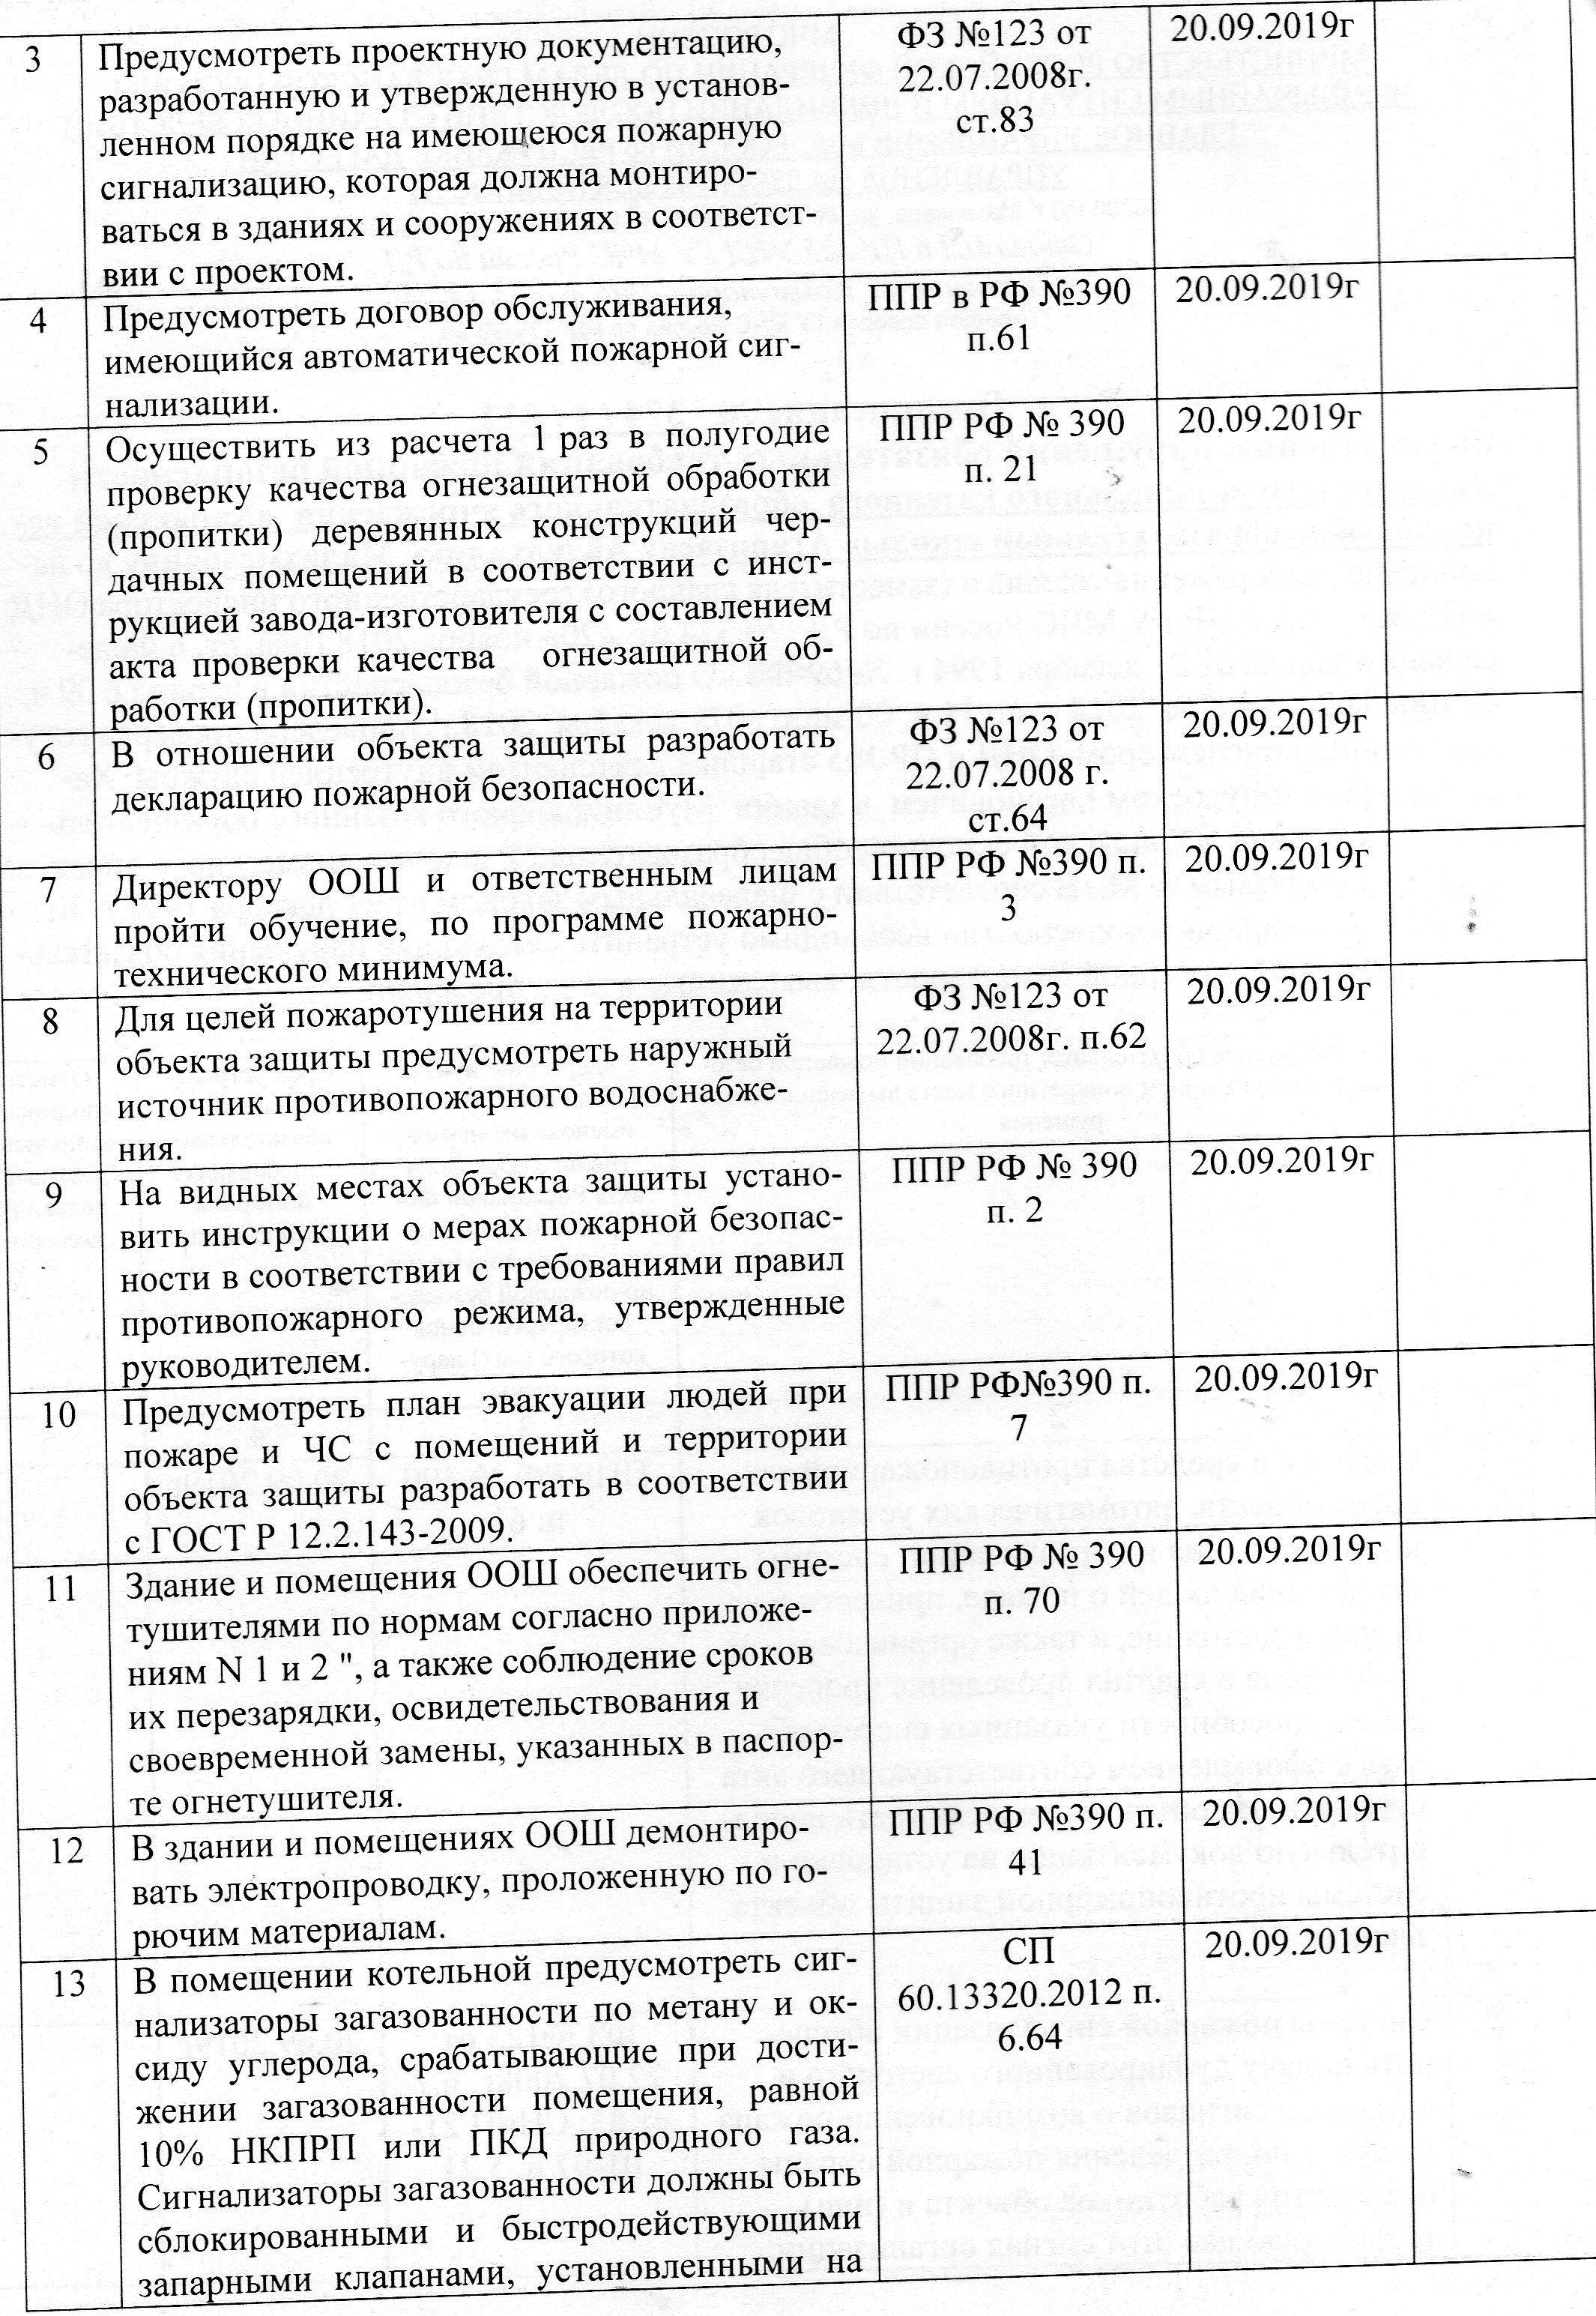 3
Предусмотреть проектную документацию,
разработанную и утвержденную в установ-
ленном порядке на имеющеюся пожарную
сигнализацию, которая должна монтиро-
ваться в зданиях и сооружениях в соответст-
вии с проектом.
ФЗ №123 от
22.07.2008г.
ст.83
20.09.2019г
4
Предусмотреть договор обслуживания,
имеющийся автоматической пожарной сиг-
нализации.
ППР в РФ №390
п.61
20.09.2019г
5
Осуществить из расчета 1 раз в полугодие
проверку качества огнезащитной обработки
(пропитки) деревянных конструкций чер-
дачных помещений в соответствии с инст-
рукцией завода-изготовителя с составлением
акта проверки качества огнезащитной об-
работки (пропитки).
ППР РФ № 390
п. 21
20.09.2019г
6
В отношении объекта защиты разработать
декларацию пожарной безопасности.
ФЗ №123 от
22.07.2008 г.
ст.64
20.09.2019г
7
Директору ООШ и ответственным лицам
пройти обучение, по программе пожарно-
технического минимума.
ППР РФ №390 п.
3
20.09.2019г
8
Для целей пожаротушения на территории
объекта защиты предусмотреть наружный
источник противопожарного водоснабже-
ния.
ФЗ №123 от
22.07.2008г. п.62
20.09.2019г
9
На видных местах объекта защиты устано-
вить инструкции о мерах пожарной безопас-
ности в соответствии с требованиями правил
противопожарного режима, утвержденные
руководителем.
ППР РФ № 390
п. 2
20.09.2019г
10
Предусмотреть план эвакуации людей при
пожаре и ЧС с помещений и территории
объекта защиты разработать в соответствии
с ГОСТ Р 12.2.143-2009.
ППР РФ№390 п.
7
20.09.2019г
11
Здание и помещения ООШ обеспечить огне-
тушителями по нормам согласно приложе-
ниям N 1 и 2 ", а также соблюдение сроков
их перезарядки, освидетельствования и
своевременной замены, указанных в паспор-
те огнетушителя.
ППР РФ № 390
п. 70
20.09.2019г
12
В здании и помещениях ООШ демонтиро-
вать электропроводку, проложенную по го-
рючим материалам.
ППР РФ №390 п.
41
20.09.2019г
13
В помещении котельной предусмотреть сиг-
нализаторы загазованности по метану и ок-
сиду углерода, срабатывающие при дости-
жении загазованности помещения, равной
10% НКПРП или ПКД природного газа.
Сигнализаторы загазованности должны быть
сблокированными и быстродействующими
запарными клапанами, установленными на
СП
60.13320.2012 п.
6.64
20.09.2019г